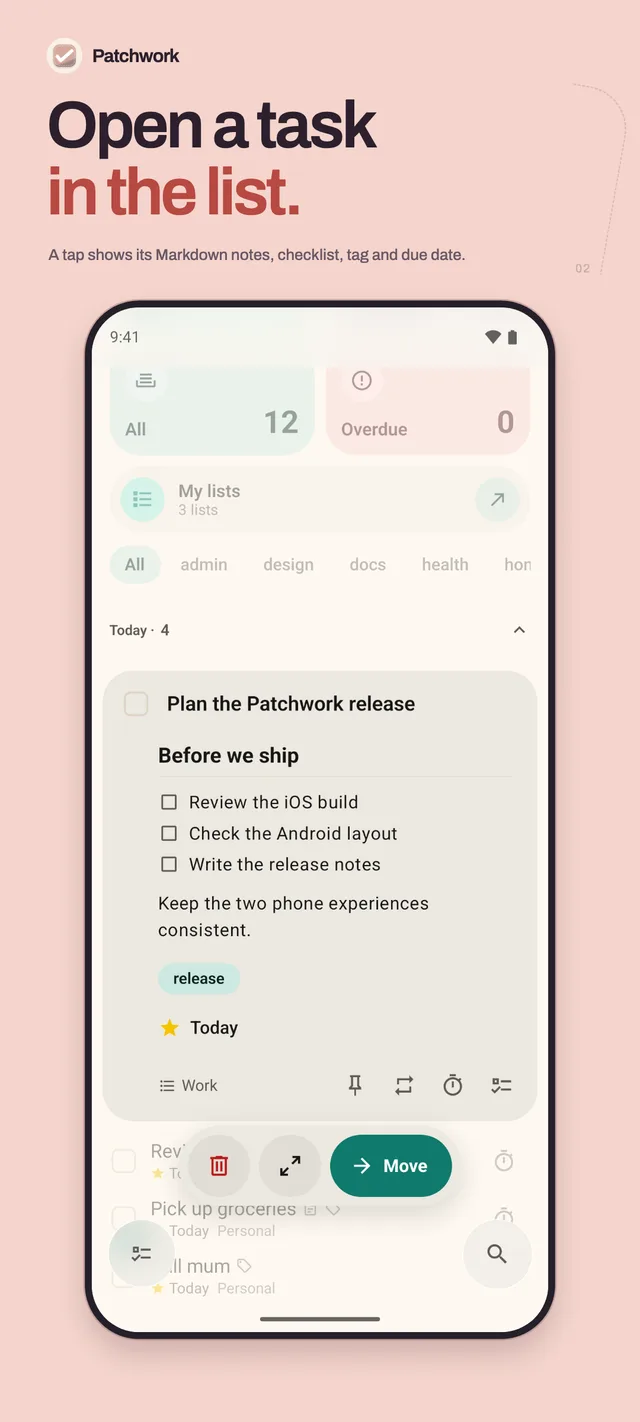 Patchwork
Open a task
in the list.
A tap shows its Markdown notes, checklist, tag and due date.
02
9:41
All 12
Overdue 0
My lists
3 lists
All admin design docs health hom
Today · 4
Plan the Patchwork release
Before we ship
Review the iOS build
Check the Android layout
Write the release notes
Keep the two phone experiences
consistent.
release
Today
Work
Move
Pick up groceries
Today Personal
mum
Today Personal